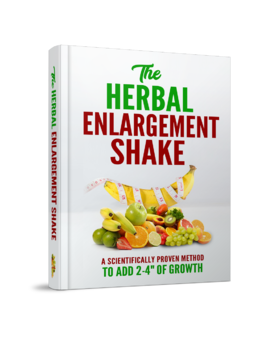 The
HERBAL
ENLARGEMENT
SHAKE
A SCIENTIFICALLY PROVEN METHOD
TO ADD 2-4" OF GROWTH
The HERBAL ENLARGEMENT SHAKE